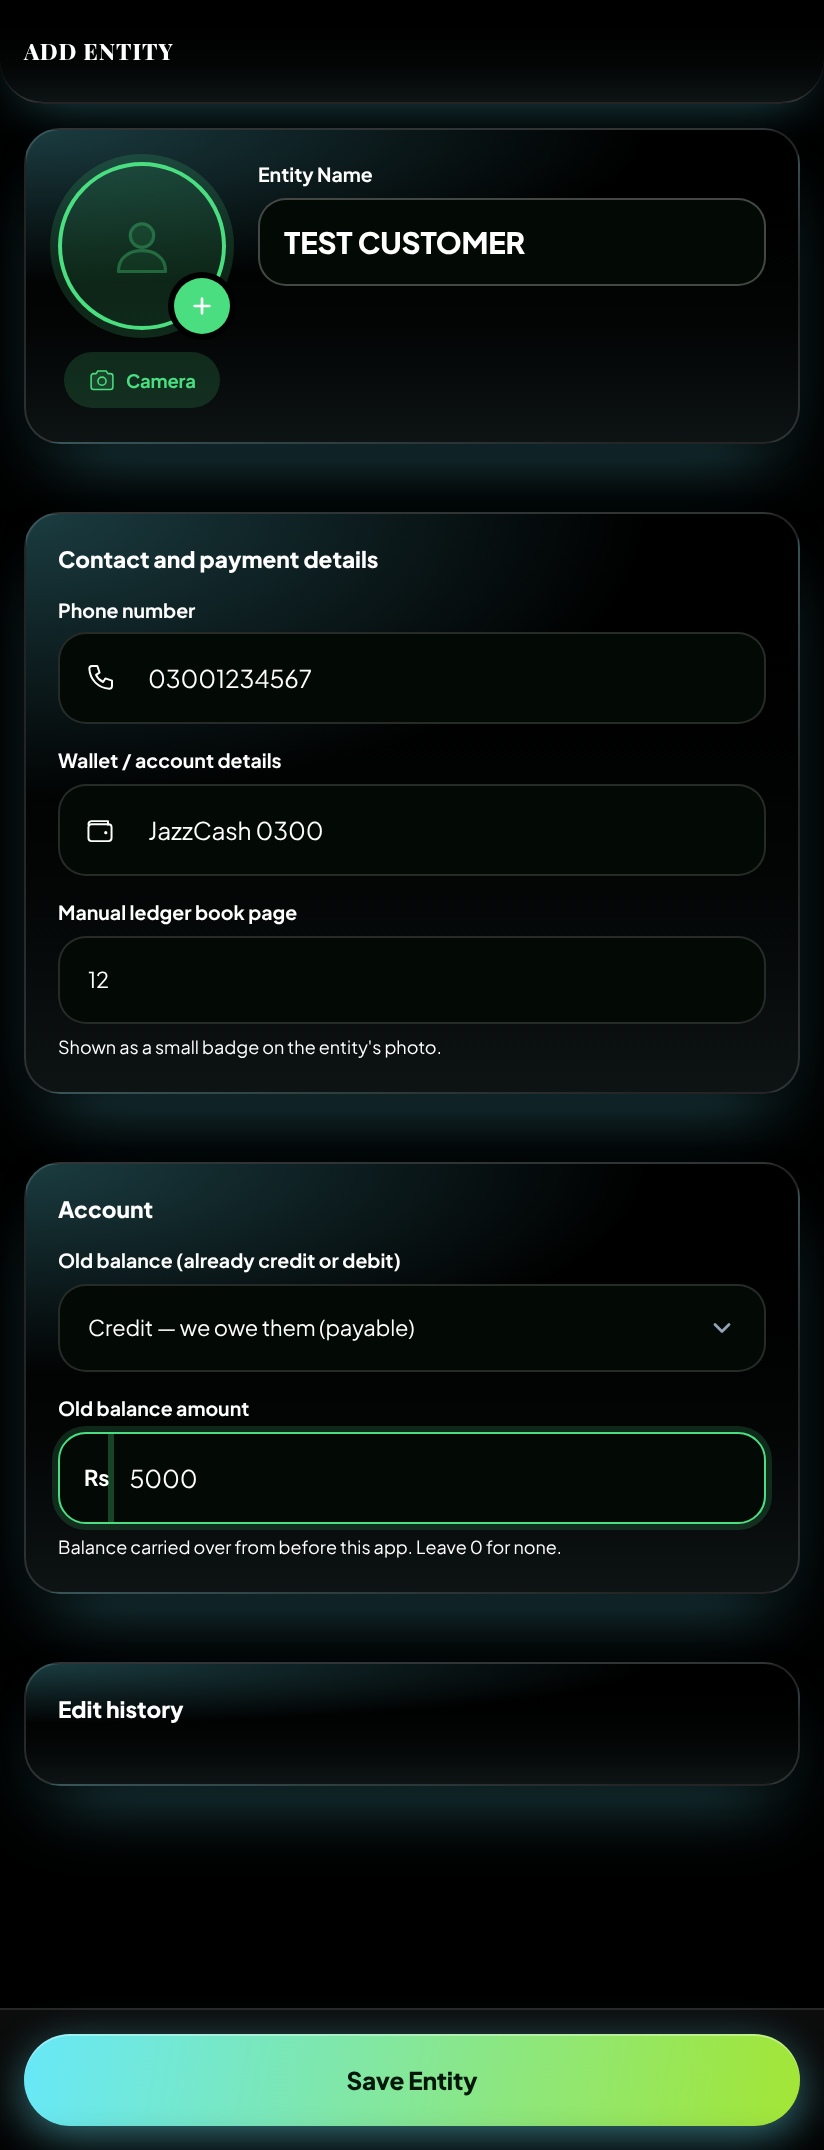 ADD ENTITY
Entity Name
TEST CUSTOMER
Camera
Contact and payment details
Phone number
03001234567
Wallet / account details
JazzCash 0300
Manual ledger book page
12
Shown as a small badge on the entity's photo.
Account
Old balance (already credit or debit)
Credit — we owe them (payable)
Old balance amount
Rs 5000
Balance carried over from before this app. Leave 0 for none.
Edit history
Save Entity